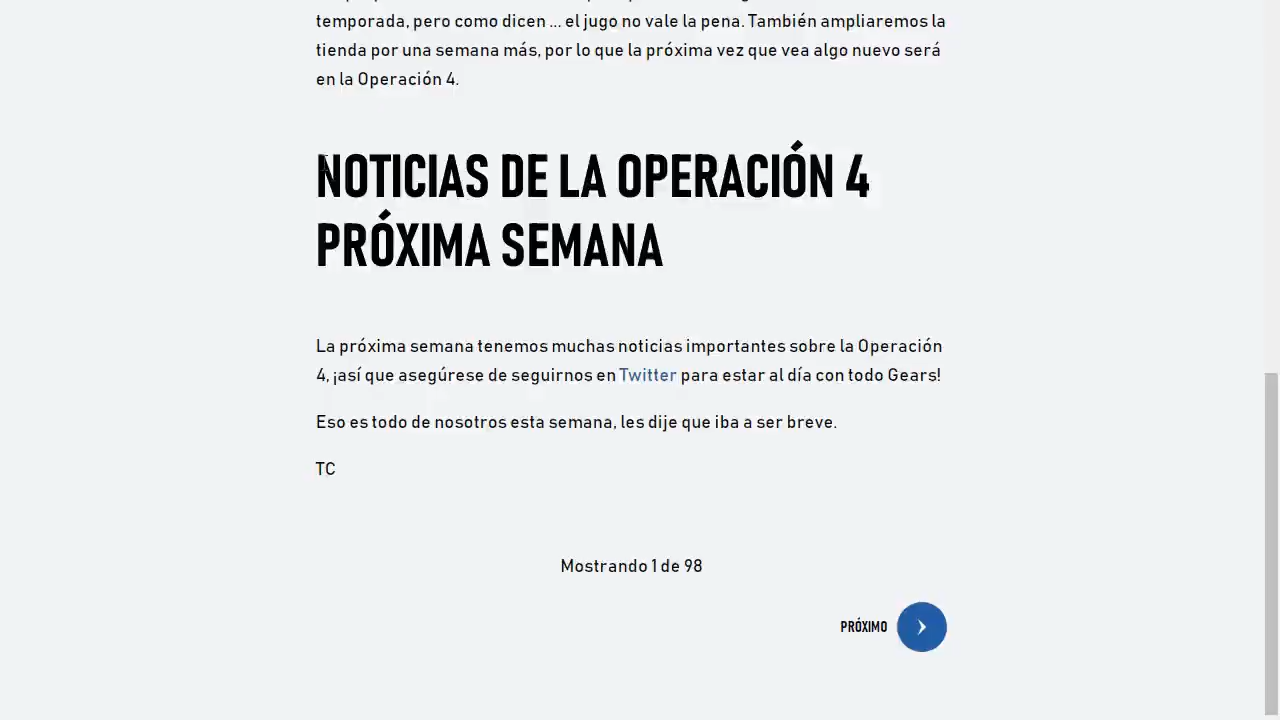 temporada, pero como dicen ... el jugo no vale la pena. También ampliaremos la
tienda por una semana más, por lo que la próxima vez que vea algo nuevo será
en la Operación 4.
NOTICIAS DE LA OPERACIÓN 4
PRÓXIMA SEMANA
La próxima semana tenemos muchas noticias importantes sobre la Operación
4, ¡así que asegúrese de seguirnos en Twitter para estar al día con todo Gears!
Eso es todo de nosotros esta semana, les dije que iba a ser breve.
TC
Mostrando 1 de 98
PRÓXIMO